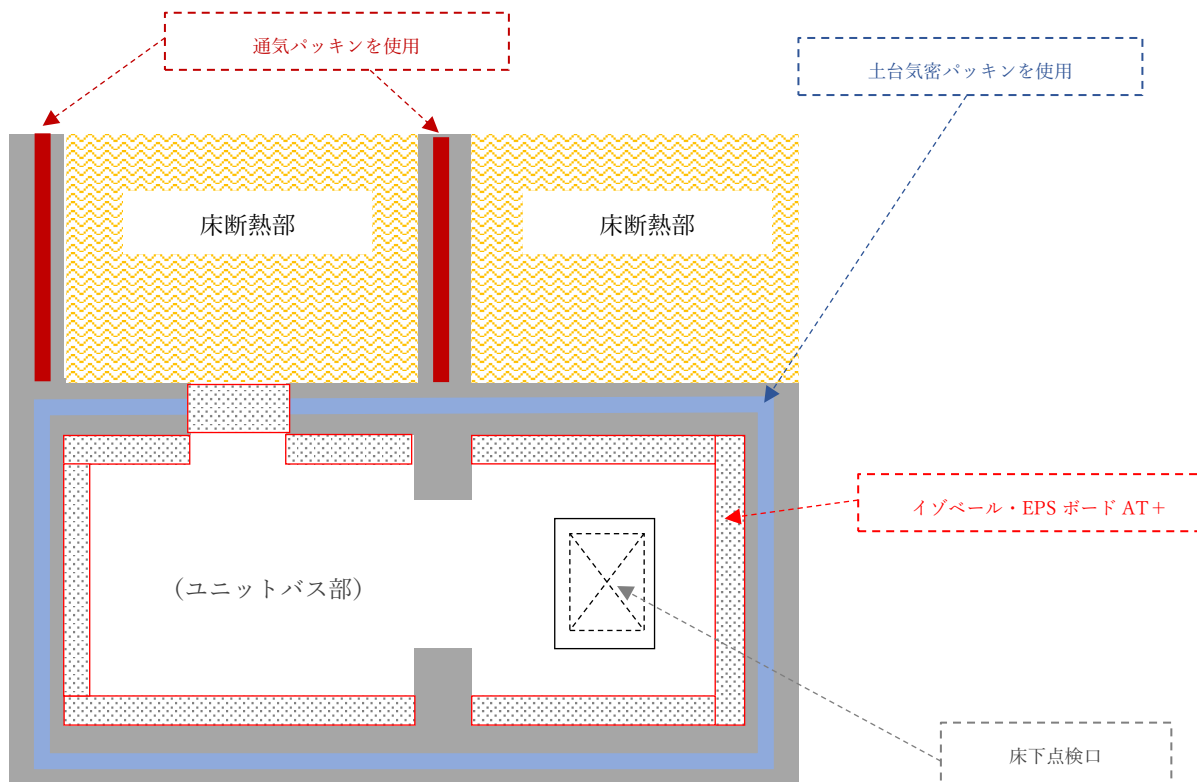 通気パッキンを使用
土台気密パッキンを使用
床断熱部
床断熱部
イゾベール・EPS ボード AT＋
（ユニットバス部）
床下点検口